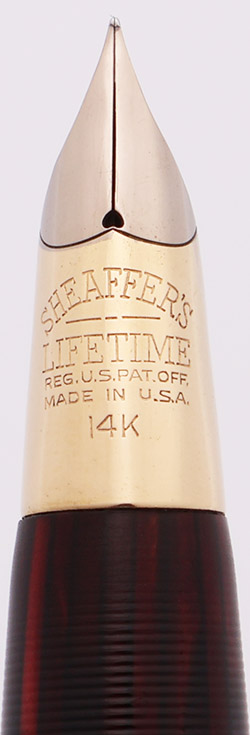 SHEAFFER'S
LIFETIME
REG. U.S. PAT. OFF.
MADE IN U.S.A.
14K